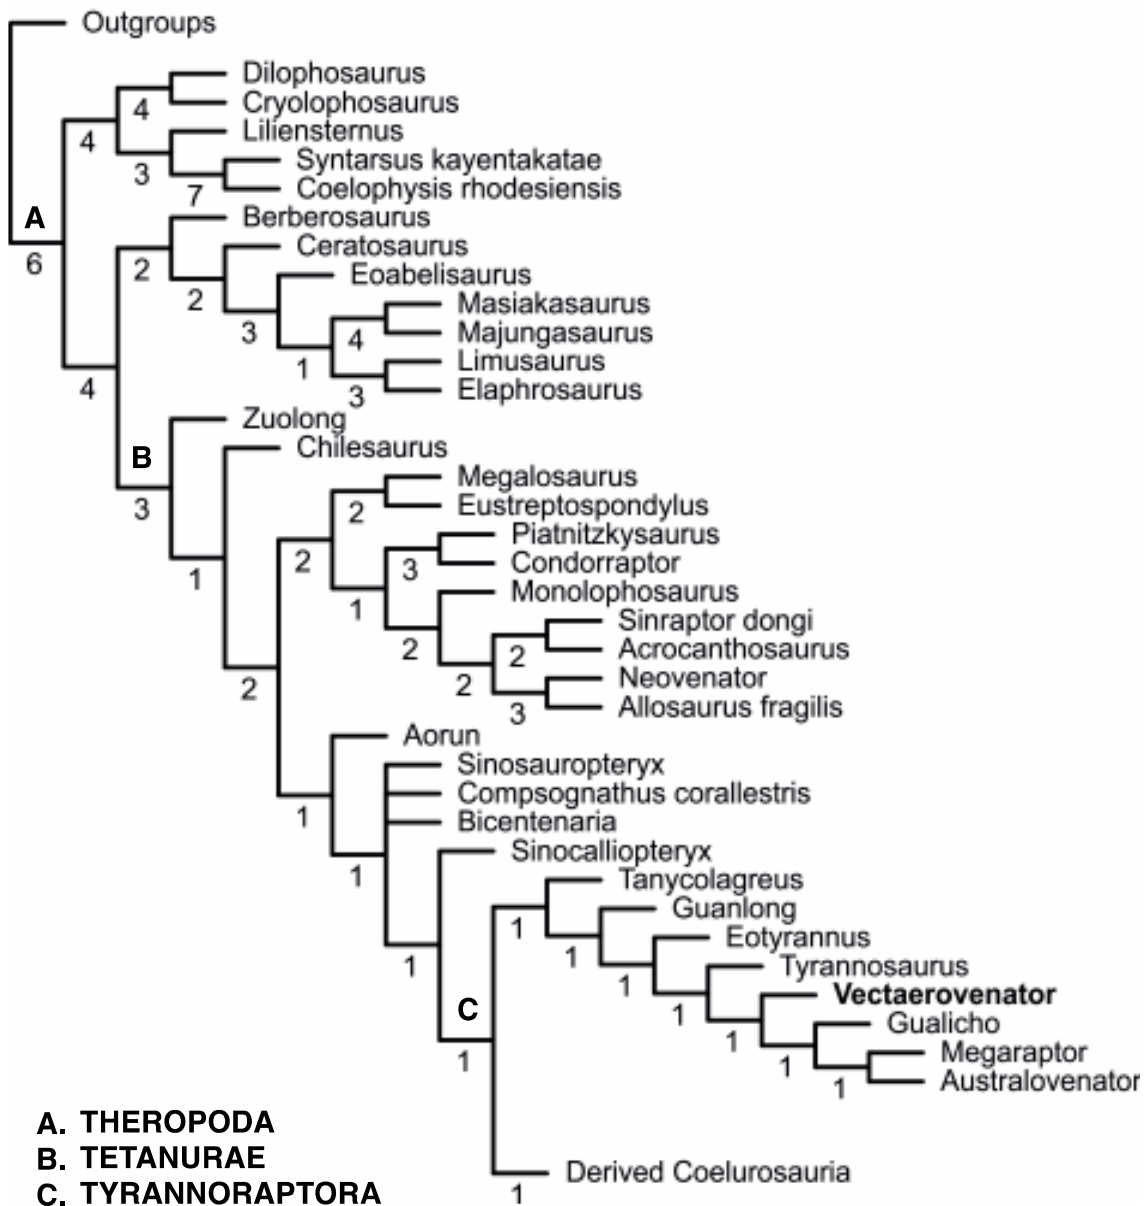 Outgroups
Dilophosaurus
4
Cryolophosaurus
4
Liliensternus
3
Syntarsus kayentakatae
7
Coelophysis rhodesiensis
A
Berberosaurus
6
2
Ceratosaurus
2
Eoabelisaurus
3
Masiakasaurus
4
Majungasaurus
1
Limusaurus
4
3
Elaphrosaurus
Zuolong
B
Chilesaurus
3
Megalosaurus
2
Eustreptospondylus
2
Piatnitzkysaurus
1
3
Condorraptor
1
Monolophosaurus
2
Sinraptor dongi
2
Acrocanthosaurus
2
2
Neovenator
3
Allosaurus fragilis
Aorun
1
Sinosauropteryx
Compsognathus corallestris
Bicentenaria
1
Sinocalliopteryx
Tanycolagreus
1
Guanlong
1
1
Eotyrannus
1
Tyrannosaurus
C
1
Vectaerovenator
1
1
Gualicho
1
Megaraptor
1
Australovenator
A. THEROPODA
B. TETANURAE
Derived Coelurosauria
C. TYRANNORAPTORA
1